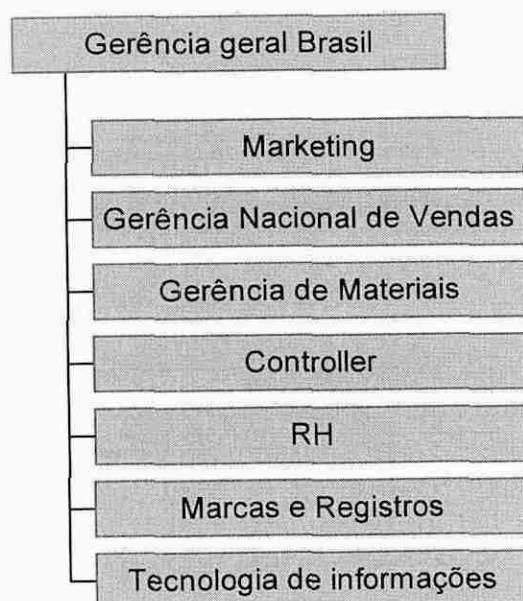 Gerência geral Brasil
Marketing
Gerência Nacional de Vendas
Gerência de Materiais
Controller
RH
Marcas e Registros
Tecnologia de informações